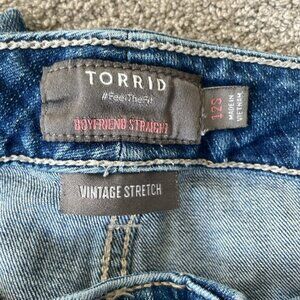 TORRID
#FeelTheFit
BOYFRIEND STRAIGHT
12S
MADE IN
VIETNAM
VINTAGE STRETCH